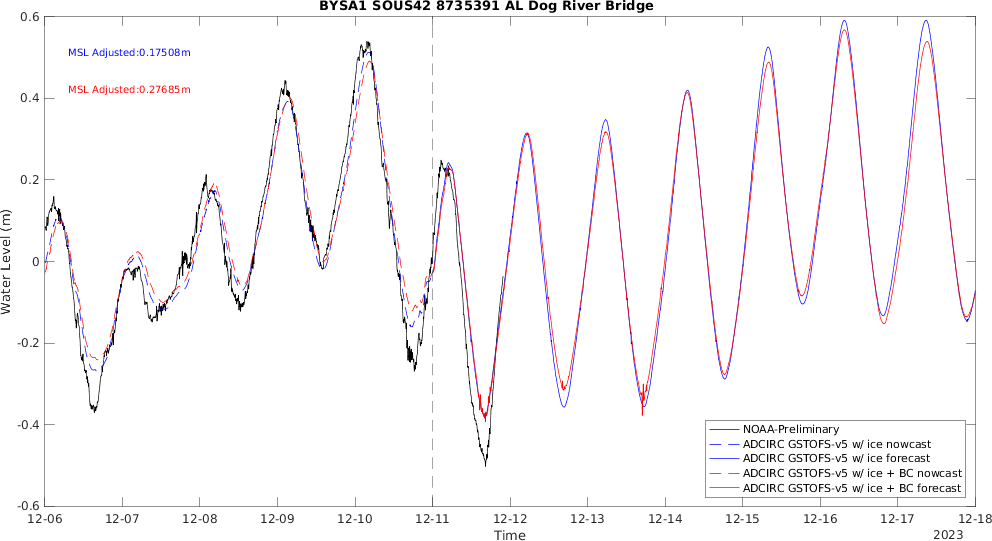 BYSA1 SOUS42 8735391 AL Dog River Bridge
MSL Adjusted:0.17508m
MSL Adjusted:0.27685m
Water Level (m)
0.6
0.4
0.2
0
-0.2
-0.4
-0.6
NOAA-Preliminary
ADCIRC GSTOFS-v5 w/ ice nowcast
ADCIRC GSTOFS-v5 w/ ice forecast
ADCIRC GSTOFS-v5 w/ ice + BC nowcast
ADCIRC GSTOFS-v5 w/ ice + BC forecast
12-06 12-07 12-08 12-09 12-10 12-11 12-12 12-13 12-14 12-15 12-16 12-17 12-18
Time
2023